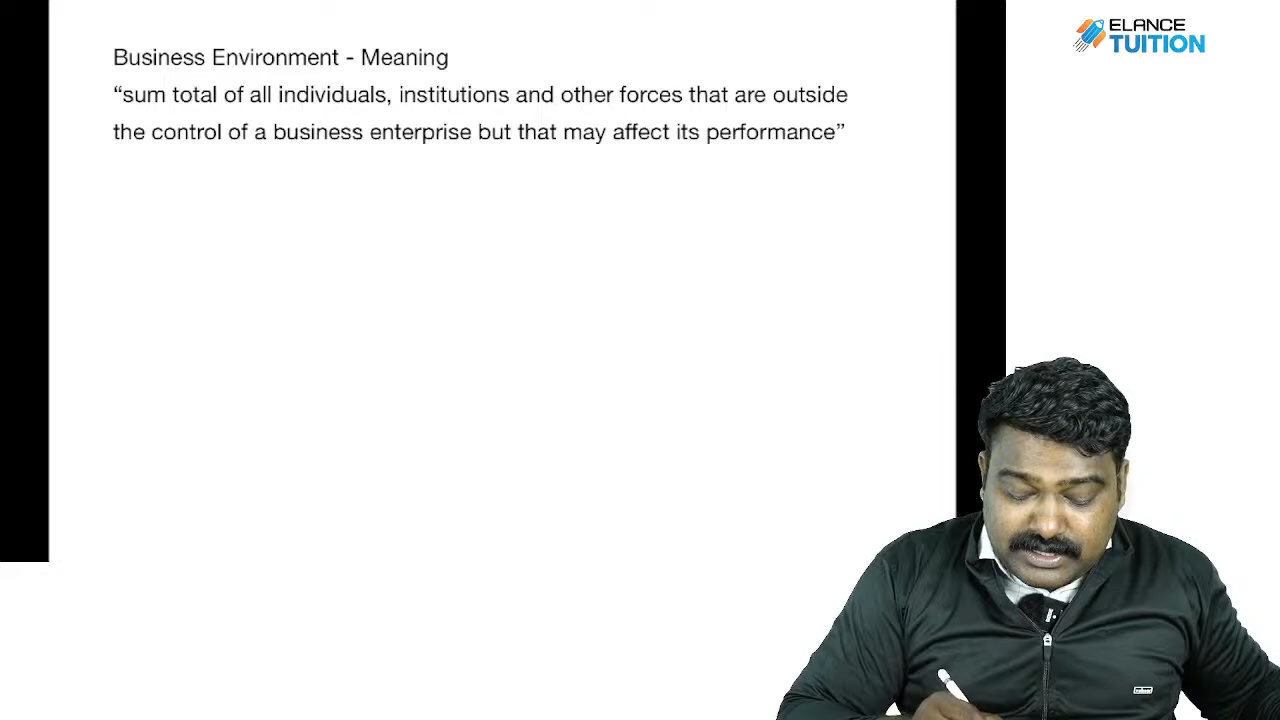 Business Environment - Meaning
“sum total of all individuals, institutions and other forces that are outside
the control of a business enterprise but that may affect its performance”
ELANCE
TUITION